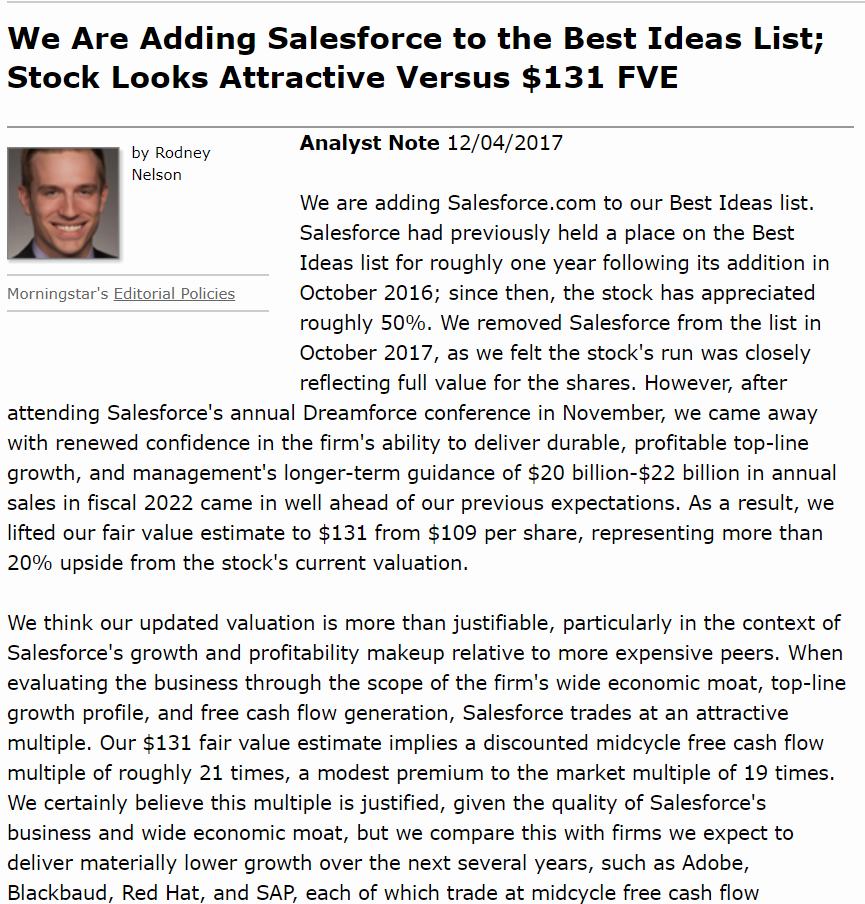 We Are Adding Salesforce to the Best Ideas List;
Stock Looks Attractive Versus $131 FVE
by Rodney
Nelson
Morningstar's Editorial Policies
Analyst Note 12/04/2017
We are adding Salesforce.com to our Best Ideas list.
Salesforce had previously held a place on the Best
Ideas list for roughly one year following its addition in
October 2016; since then, the stock has appreciated
roughly 50%. We removed Salesforce from the list in
October 2017, as we felt the stock's run was closely
reflecting full value for the shares. However, after
attending Salesforce's annual Dreamforce conference in November, we came away
with renewed confidence in the firm's ability to deliver durable, profitable top-line
growth, and management's longer-term guidance of $20 billion-$22 billion in annual
sales in fiscal 2022 came in well ahead of our previous expectations. As a result, we
lifted our fair value estimate to $131 from $109 per share, representing more than
20% upside from the stock's current valuation.
We think our updated valuation is more than justifiable, particularly in the context of
Salesforce's growth and profitability makeup relative to more expensive peers. When
evaluating the business through the scope of the firm's wide economic moat, top-line
growth profile, and free cash flow generation, Salesforce trades at an attractive
multiple. Our $131 fair value estimate implies a discounted midcycle free cash flow
multiple of roughly 21 times, a modest premium to the market multiple of 19 times.
We certainly believe this multiple is justified, given the quality of Salesforce's
business and wide economic moat, but we compare this with firms we expect to
deliver materially lower growth over the next several years, such as Adobe,
Blackbaud, Red Hat, and SAP, each of which trade at midcycle free cash flow